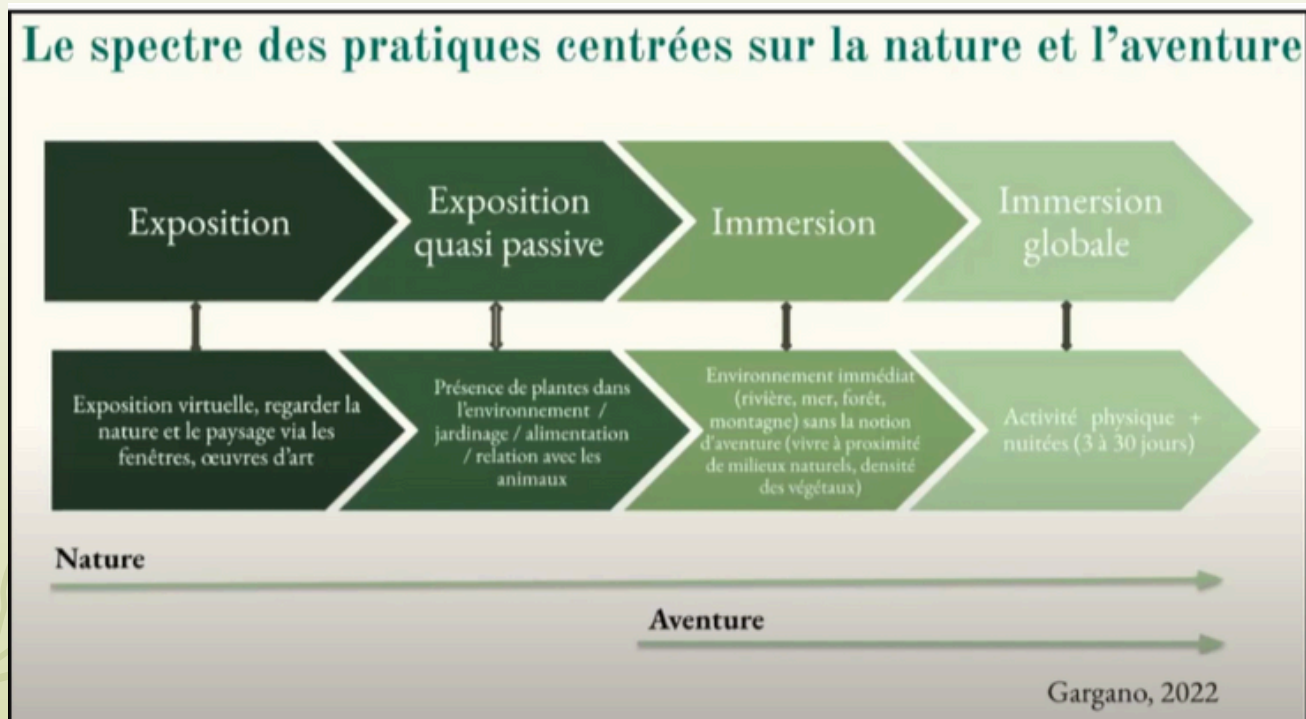 Le spectre des pratiques centrées sur la nature et l'aventure
Exposition
Exposition
quasi passive
Immersion
Immersion
globale
Exposition virtuelle, regarder la
nature et le paysage via les
fenêtres, œuvres d'art
Présence de plantes dans
l'environnement /
jardinage / alimentation
/ relation avec les
animaux
Environnement immédiat
(rivière, mer, forêt,
montagne) sans la notion
d'aventure (vivre à proximité
de milieux naturels, densité
des végétaux)
Activité physique +
nuitées (3 à 30 jours)
Nature
Aventure
Gargano, 2022